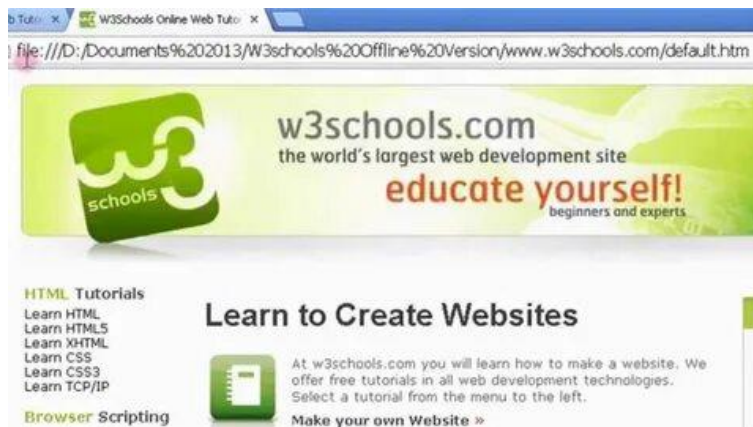 b Tuto
W3Schools Online Web Tuto
file:///D:/Documents%202013/W3schools%20Offline%20Version/www.w3schools.com/default.htm
w3
schools
w3schools.com
the world's largest web development site
educate yourself!
beginners and experts
HTML Tutorials
Learn HTML
Learn HTML5
Learn XHTML
Learn CSS
Learn CSS3
Learn TCP/IP
Browser Scripting
Learn to Create Websites
At w3schools.com you will learn how to make a website. We
offer free tutorials in all web development technologies.
Select a tutorial from the menu to the left.
Make your own Website »